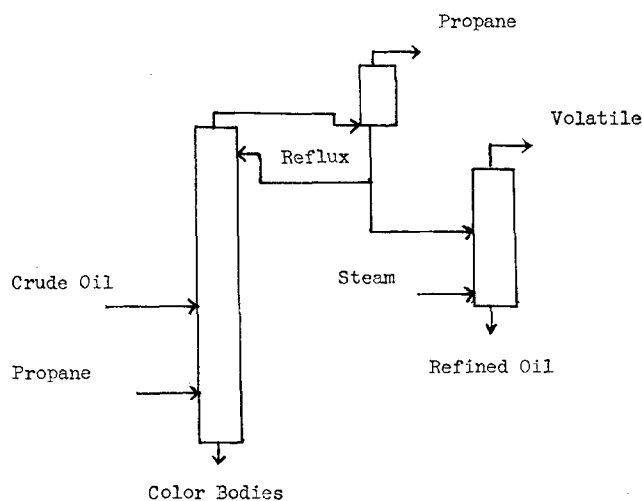 Propane
Volatile
Reflux
Crude Oil
Steam
Propane
Refined Oil
Color Bodies